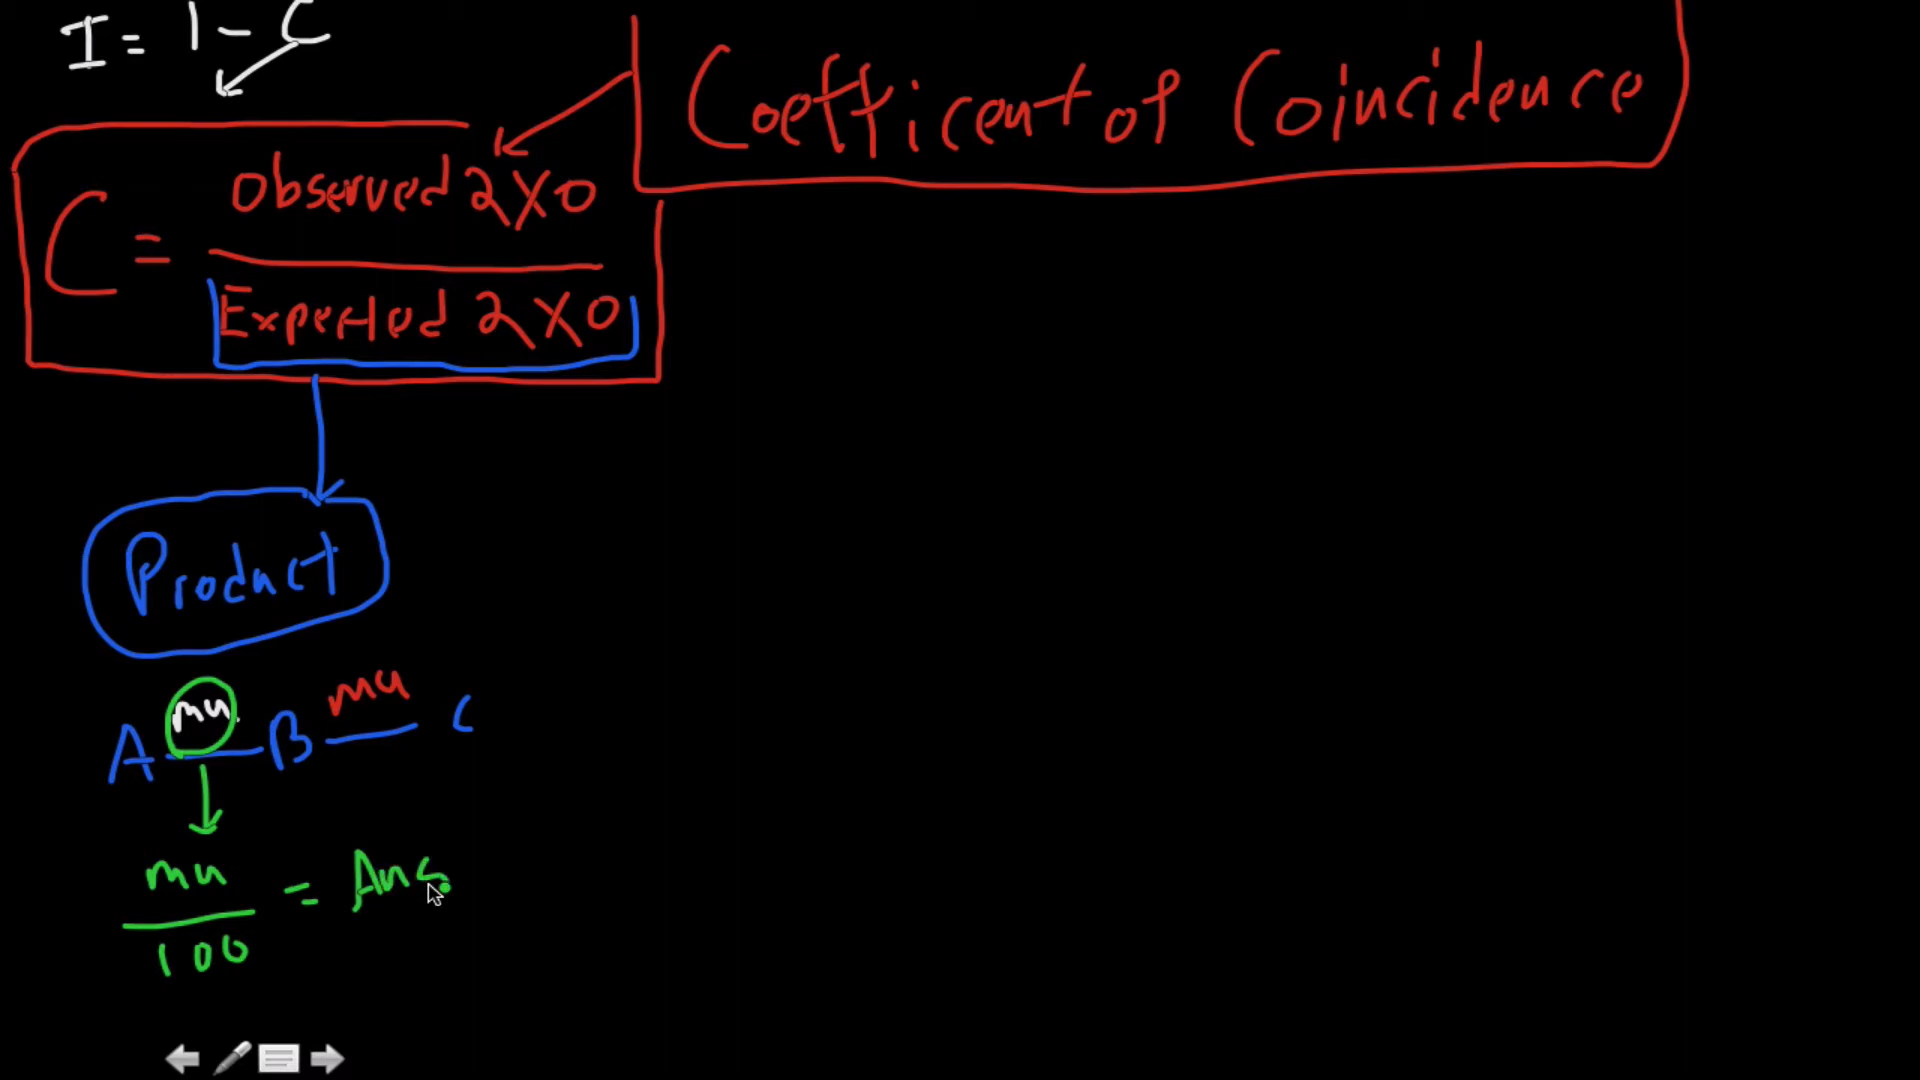 I = 1 - C
Coefficent of Coincidence
C = Observed 2XO
Expected 2XO
Product
A mu B mu C
mu
100
= Ans